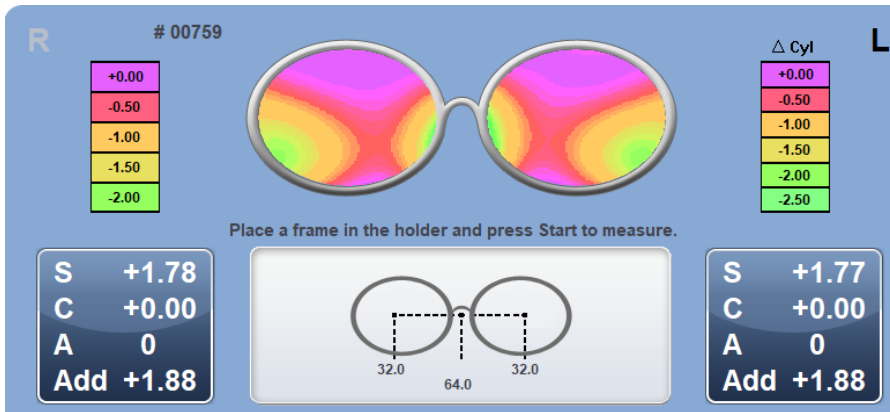 R
# 00759
L
Δ Cyl
+0.00
-0.50
-1.00
-1.50
-2.00
+0.00
-0.50
-1.00
-1.50
-2.00
-2.50
Place a frame in the holder and press Start to measure.
S +1.78
C +0.00
A 0
Add +1.88
32.0
64.0
32.0
S +1.77
C +0.00
A 0
Add +1.88